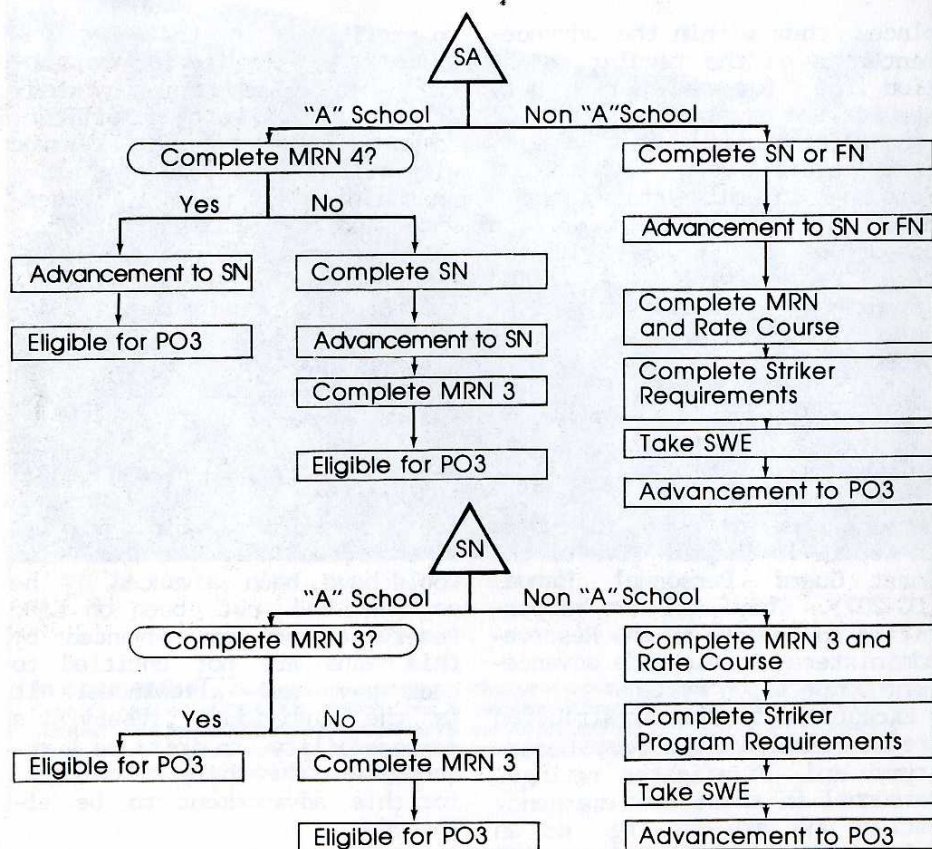 SA
"A" School
Non "A"School
Complete MRN 4?
Yes
No
Advancement to SN
Eligible for PO3
Complete SN
Advancement to SN
Complete MRN 3
Eligible for PO3
Complete SN or FN
Advancement to SN or FN
Complete MRN
and Rate Course
Complete Striker
Requirements
Take SWE
Advancement to PO3
SN
"A" School
Non "A" School
Complete MRN 3?
Yes
No
Eligible for PO3
Complete MRN 3
Eligible for PO3
Complete MRN 3
Rate Course
Complete Striker
Program Requirements
Take SWE
Advancement to PO3